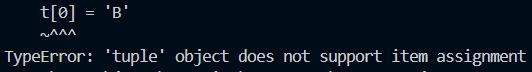 t[0] = 'B'
~^^^
TypeError: 'tuple' object does not support item assignment